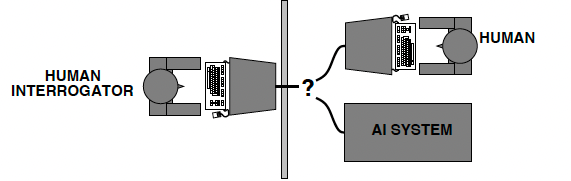 HUMAN
INTERROGATOR
?
HUMAN
AI SYSTEM